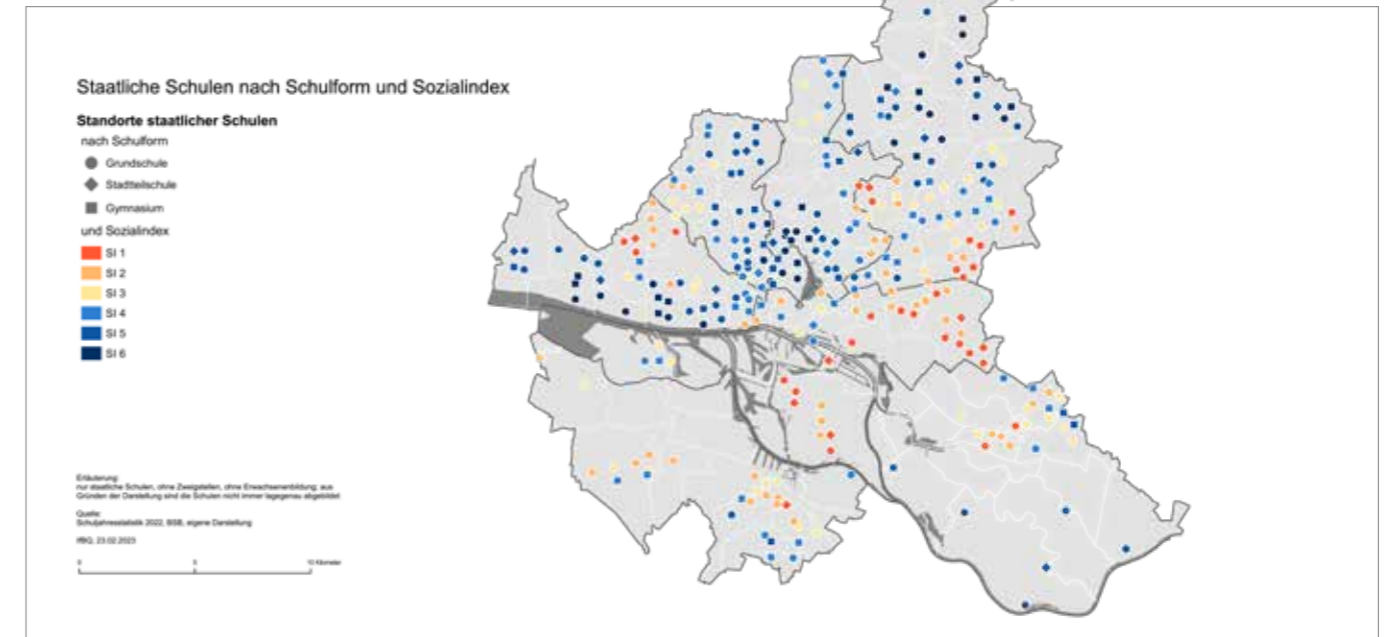 Staatliche Schulen nach Schulform und Sozialindex
Standorte staatlicher Schulen
nach Schulform
Grundschule
Stadtteilschule
Gymnasium
und Sozialindex
SI 1
SI 2
SI 3
SI 4
SI 5
SI 6
Erläuterung:
nur staatliche Schulen, ohne Zweigstellen, ohne Erwachsenenbildung; aus
Gründen der Darstellung sind die Schulen nicht immer lagegenau abgebildet
Quelle:
Schuljahresstatistik 2022, BSB, eigene Darstellung
IfBQ, 23.02.2023
0 5 10 Kilometer